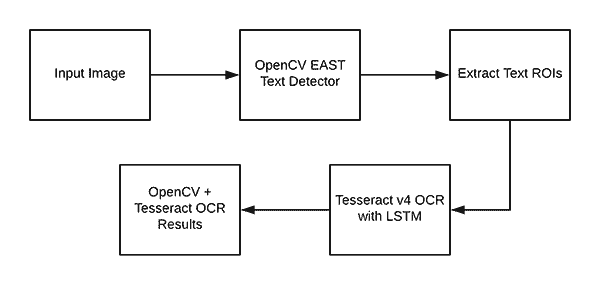 Input Image
OpenCV EAST
Text Detector
Extract Text ROIs
Tesseract v4 OCR
with LSTM
OpenCV +
Tesseract OCR
Results